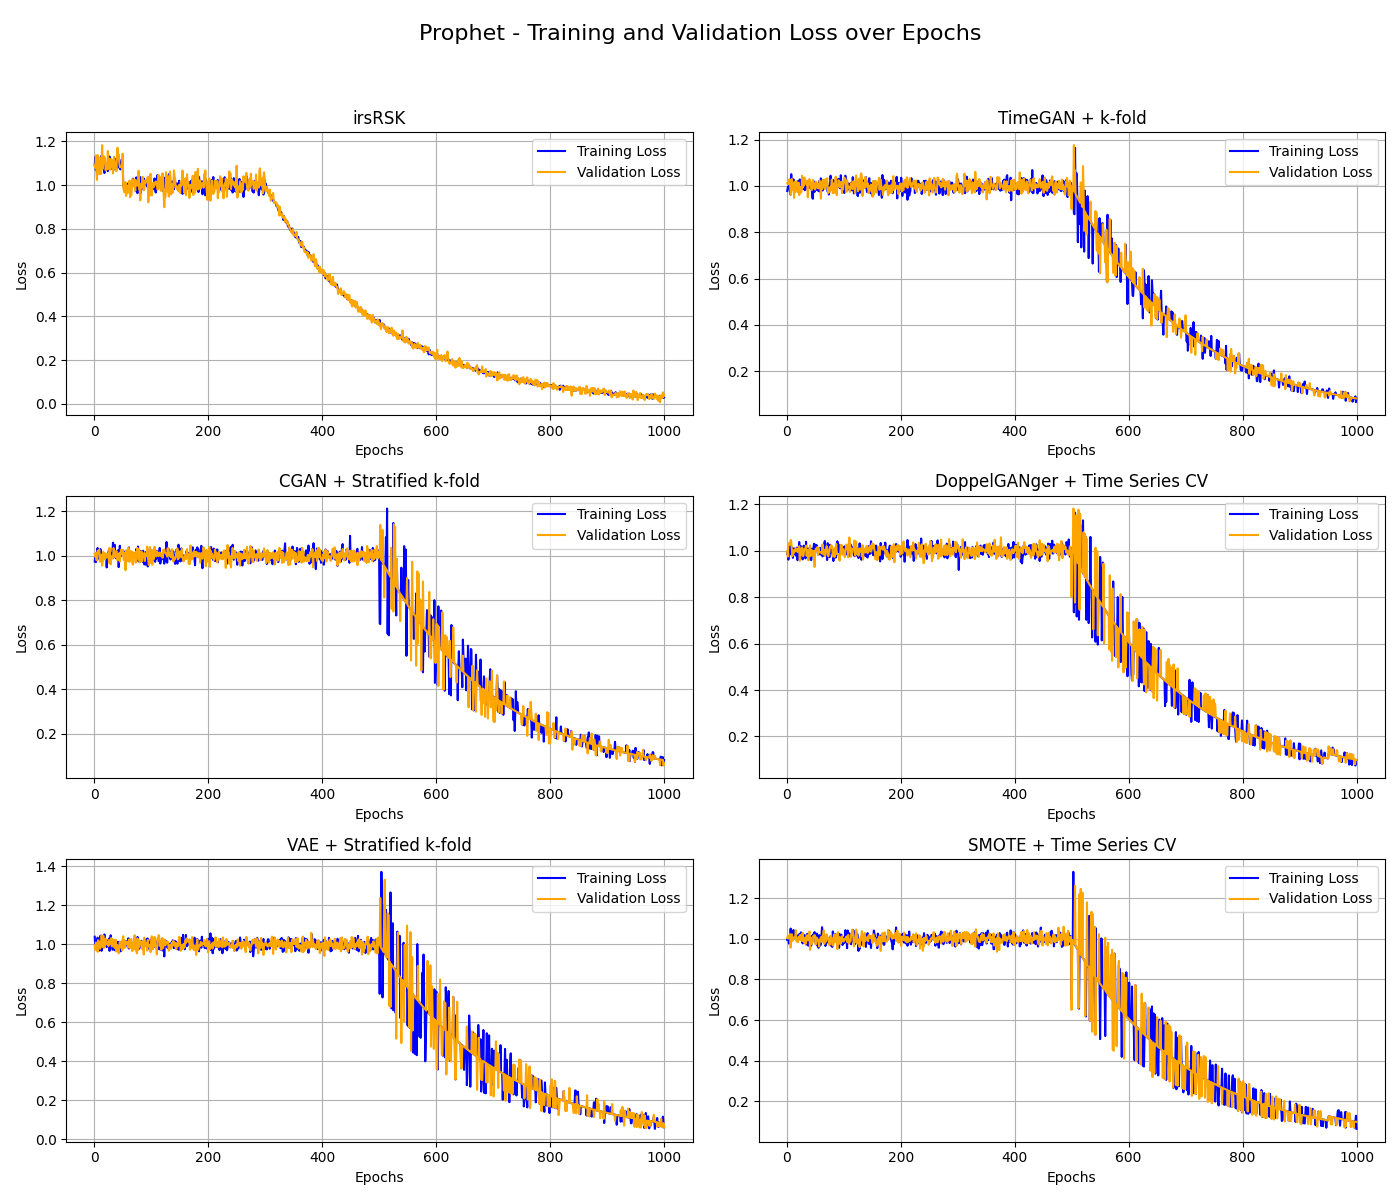 Prophet - Training and Validation Loss over Epochs
irsRSK
1.2
1.0
0.8
0.6
0.4
0.2
0.0
Loss
Training Loss
Validation Loss
0 200 400 600 800 1000
Epochs
TimeGAN + k-fold
1.2
1.0
0.8
0.6
0.4
0.2
Loss
Training Loss
Validation Loss
0 200 400 600 800 1000
Epochs
CGAN + Stratified k-fold
1.2
1.0
0.8
0.6
0.4
0.2
Loss
Training Loss
Validation Loss
0 200 400 600 800 1000
Epochs
DoppelGANger + Time Series CV
1.2
1.0
0.8
0.6
0.4
0.2
Loss
Training Loss
Validation Loss
0 200 400 600 800 1000
Epochs
VAE + Stratified k-fold
1.4
1.2
1.0
0.8
0.6
0.4
0.2
0.0
Loss
Training Loss
Validation Loss
0 200 400 600 800 1000
Epochs
SMOTE + Time Series CV
1.2
1.0
0.8
0.6
0.4
0.2
Loss
Training Loss
Validation Loss
0 200 400 600 800 1000
Epochs